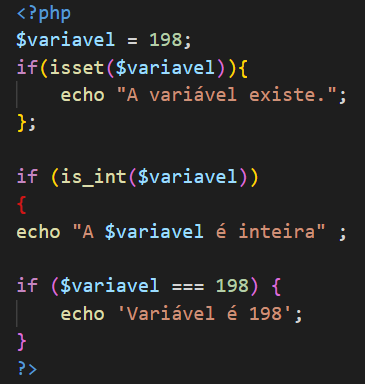 <?php
$variavel = 198;
if(isset($variavel)){
    echo "A variável existe.";
};

if (is_int($variavel))
{
echo "A $variavel é inteira" ;

if ($variavel === 198) {
    echo 'Variável é 198';
}
?>